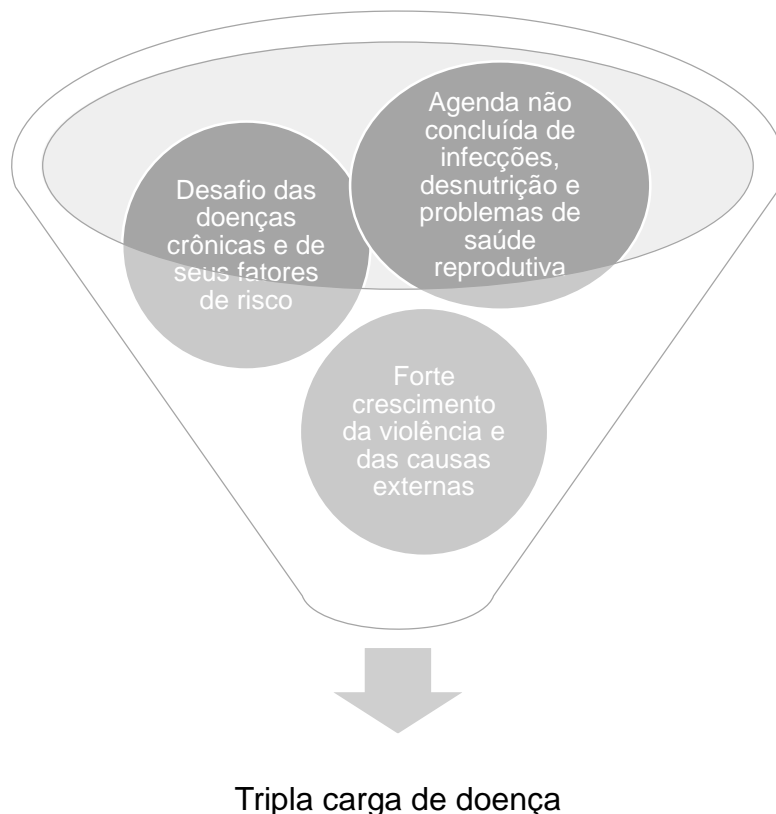 Desafio das
doenças
crônicas e de
seus fatores
de risco
Agenda não
concluída de
infecções,
desnutrição e
problemas de
saúde
reprodutiva
Forte
crescimento
da violência e
das causas
externas
Tripla carga de doença